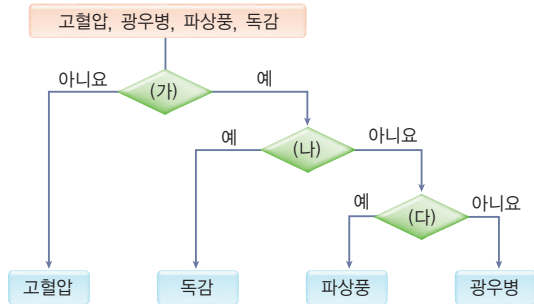 고혈압, 광우병, 파상풍, 독감
아니요
(가)
예
예
(나)
아니요
예
(다)
아니요
고혈압
독감
파상풍
광우병